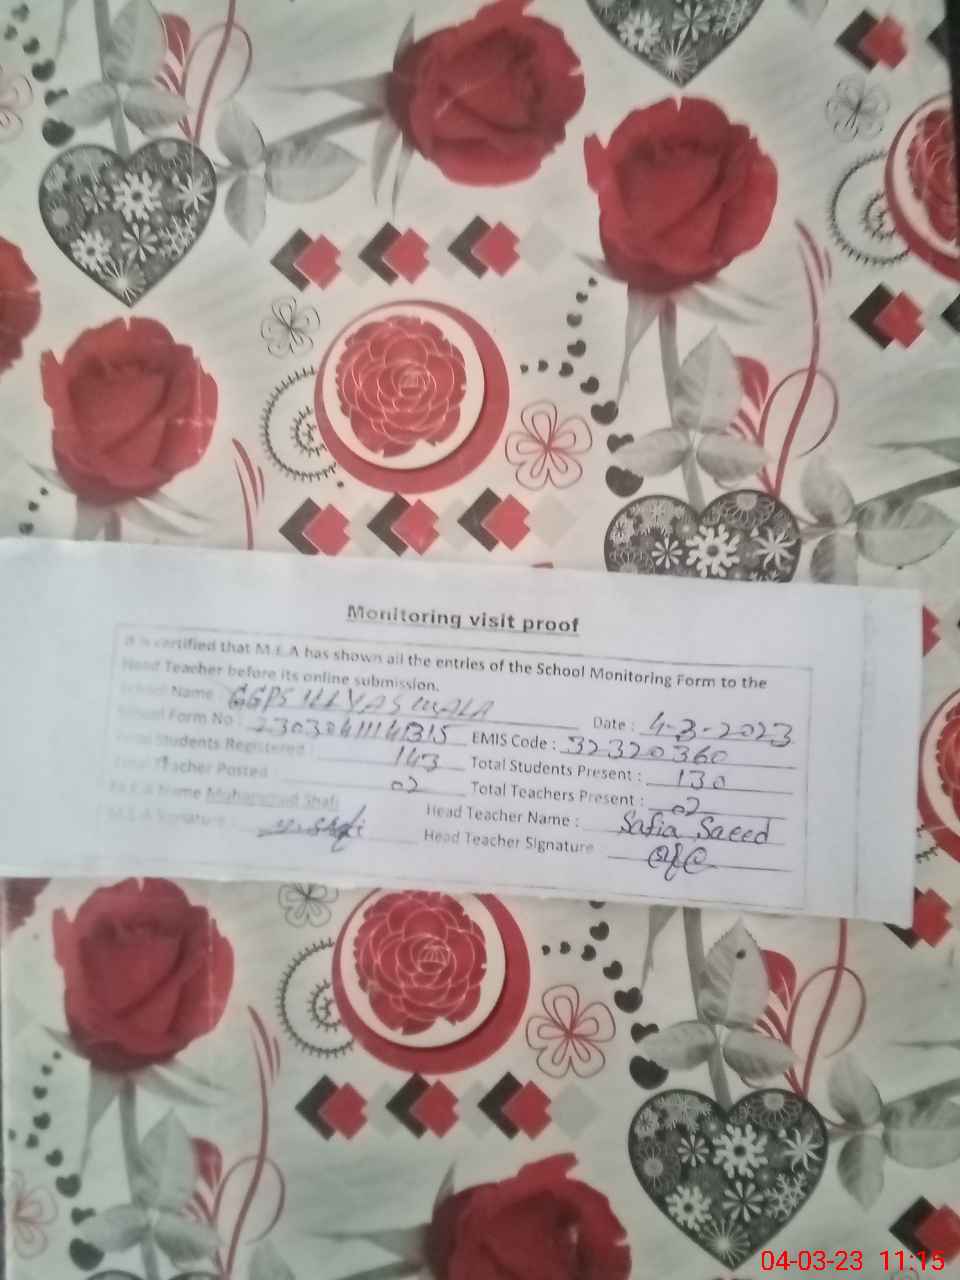 Monitoring visit proof
It is certified that M.E.A has shown all the entries of the School Monitoring Form to the
Head Teacher before its online submission.
School Name : GGPS ILLYAS WALA Date : 4-3-2023
School Form No : EMIS Code : 32320360
Total Students Registered : 143 Total Students Present : 130
Total Teacher Posted : 02 Total Teachers Present : 02
M.E.A Name Muhammad Shafi Head Teacher Name : Safia Saeed
M.E.A Signature : M.Shafi Head Teacher Signature :
04-03-23 11:15